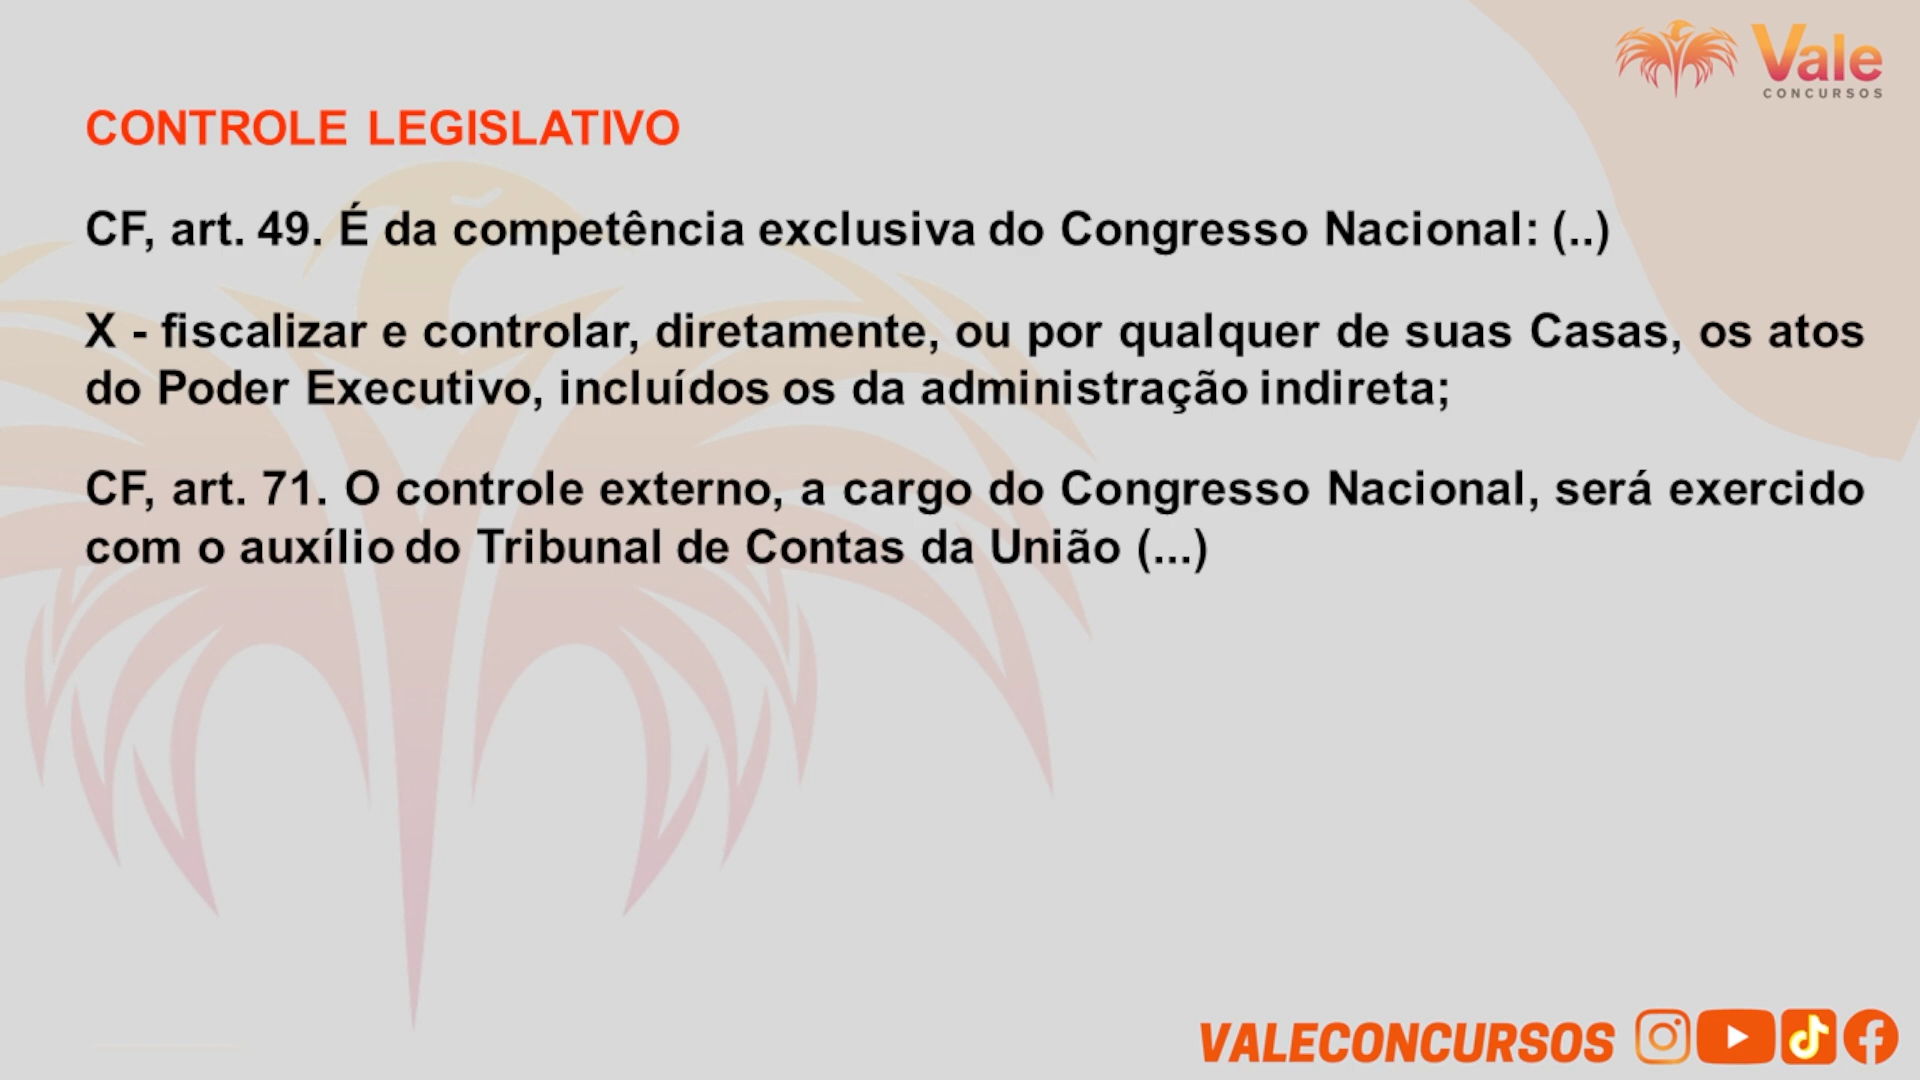 Vale
CONCURSOS
CONTROLE LEGISLATIVO
CF, art. 49. É da competência exclusiva do Congresso Nacional: (..)
X - fiscalizar e controlar, diretamente, ou por qualquer de suas Casas, os atos
do Poder Executivo, incluídos os da administração indireta;
CF, art. 71. O controle externo, a cargo do Congresso Nacional, será exercido
com o auxílio do Tribunal de Contas da União (...)
VALECONCURSOS